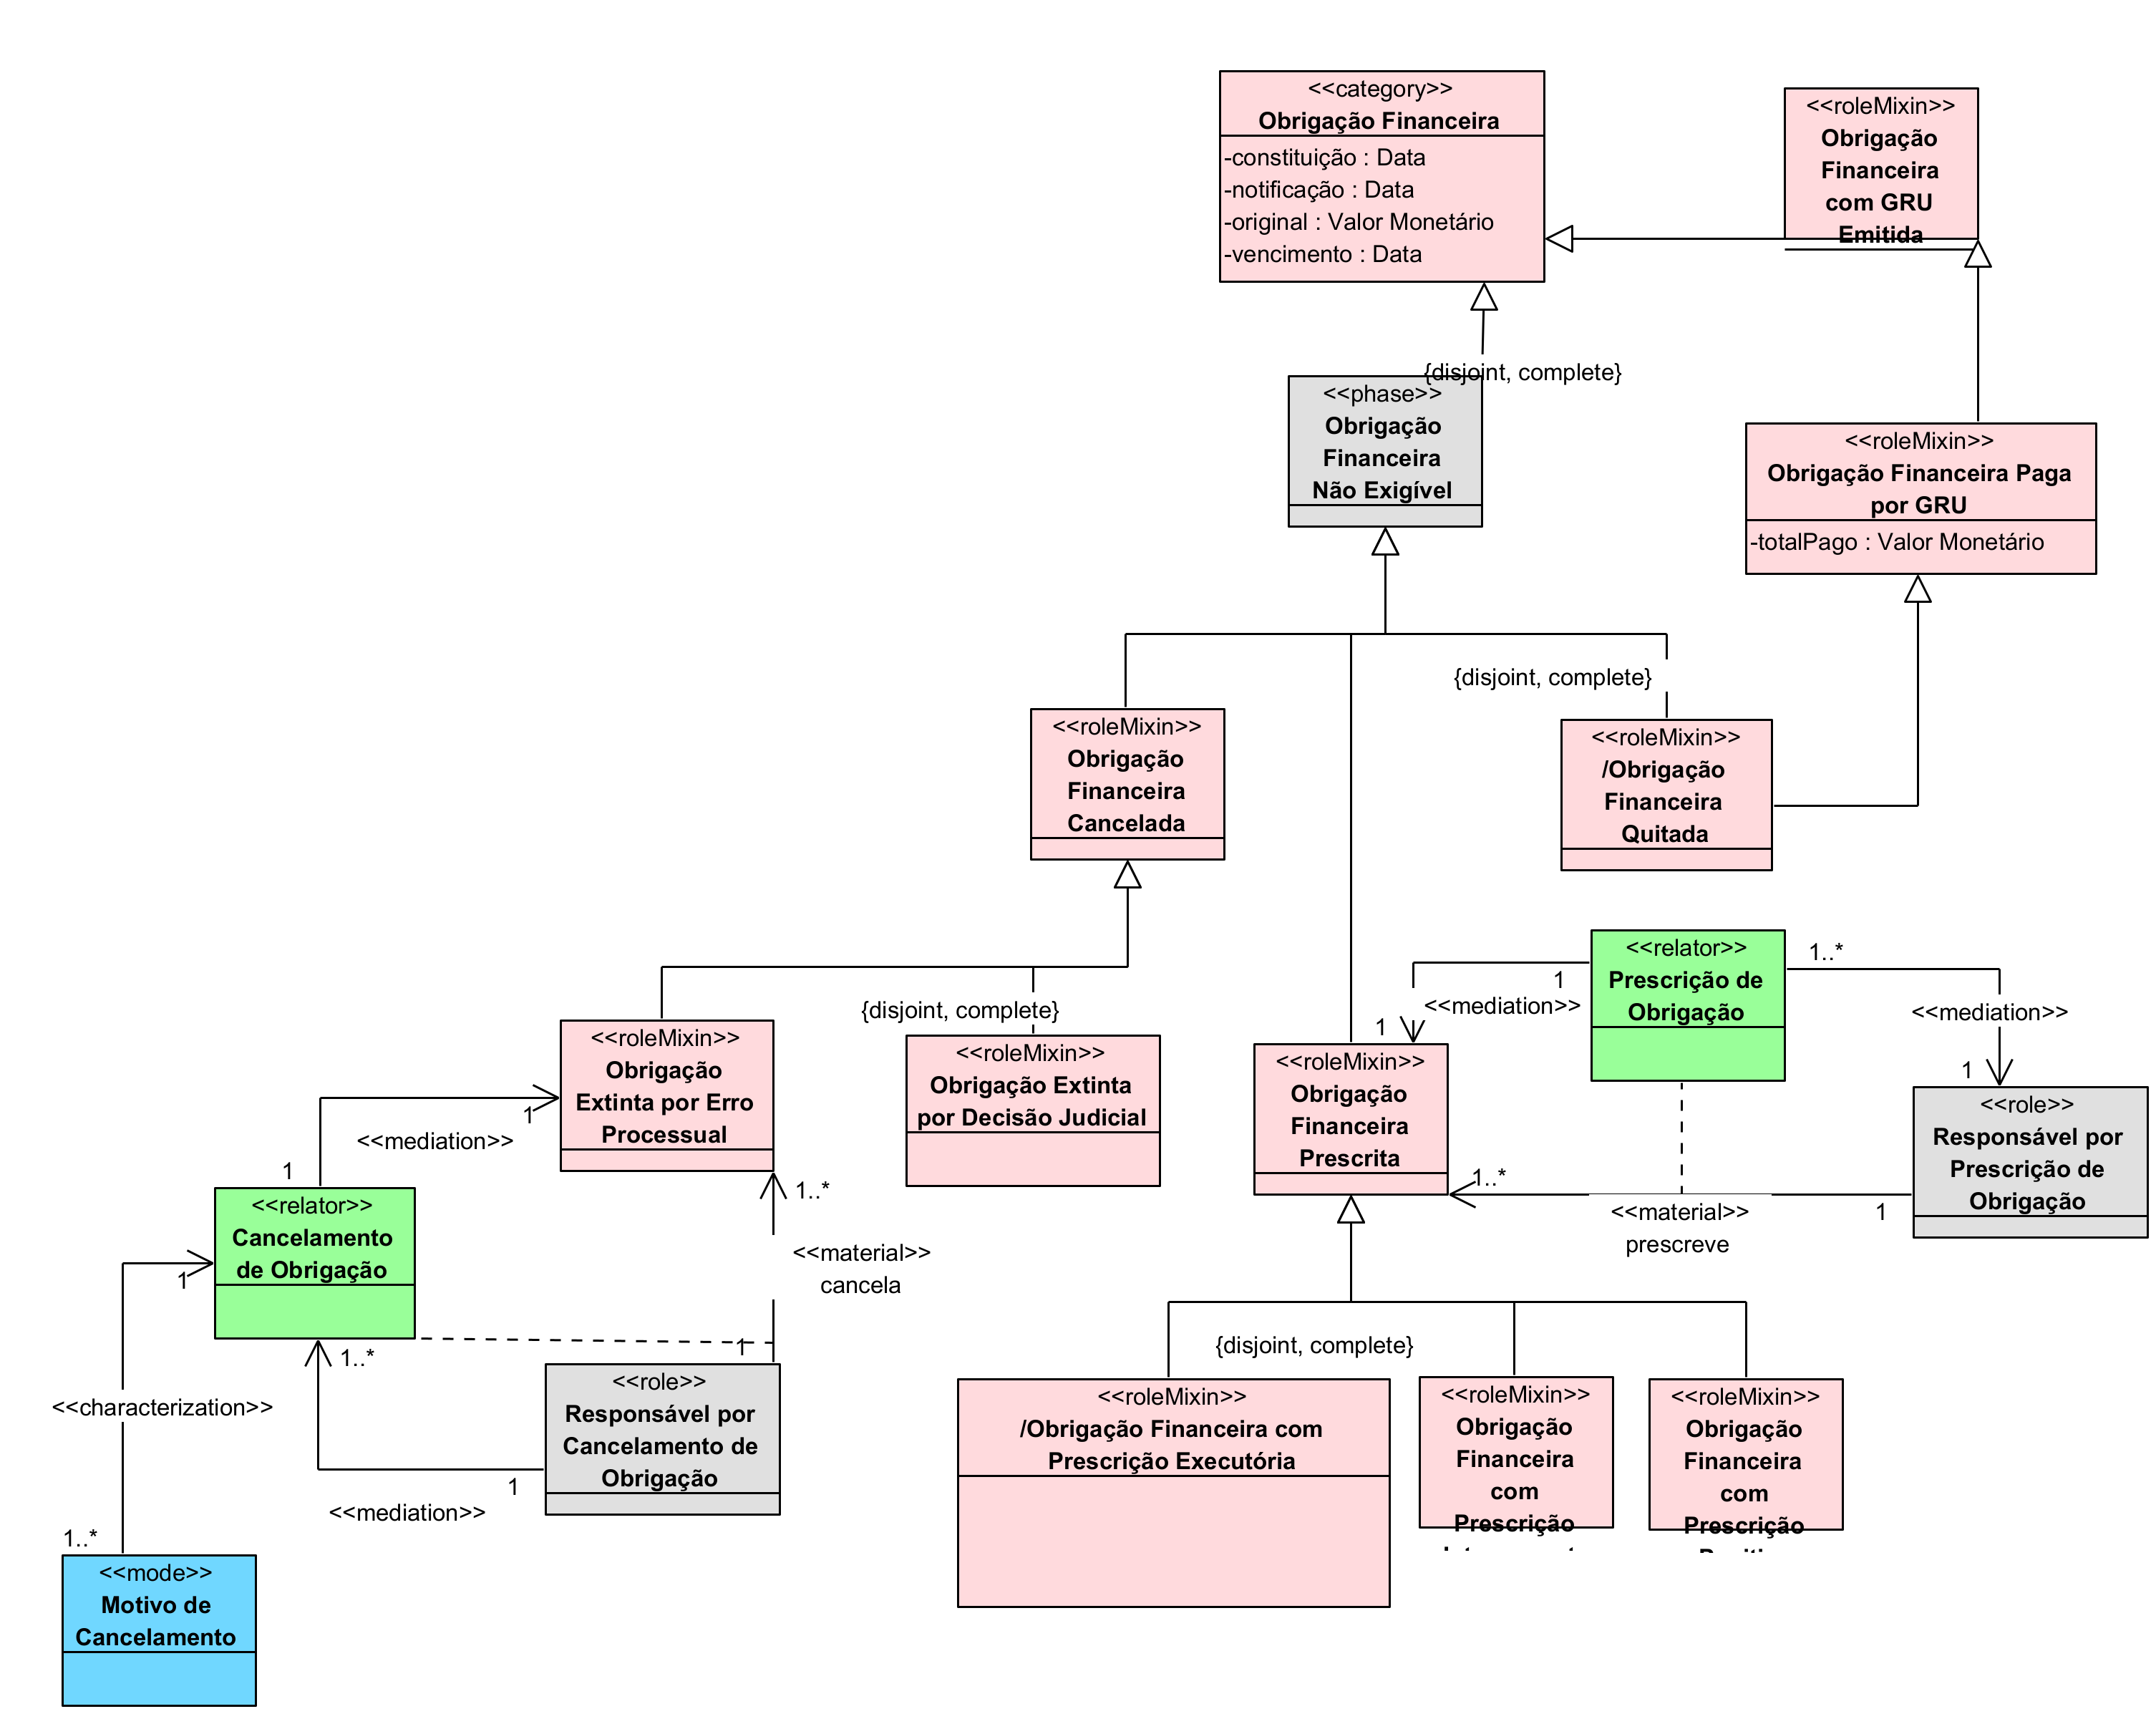 <<category>>
Obrigação Financeira
-constituição : Data
-notificação : Data
-original : Valor Monetário
-vencimento : Data
<<roleMixin>>
Obrigação
Financeira
com GRU
Emitida
{disjoint, complete}
<<phase>>
Obrigação
Financeira
Não Exigível
<<roleMixin>>
Obrigação Financeira Paga
por GRU
-totalPago : Valor Monetário
{disjoint, complete}
<<roleMixin>>
Obrigação
Financeira
Cancelada
<<roleMixin>>
/Obrigação
Financeira
Quitada
<<relator>>
Prescrição de
Obrigação
1..*
1
<<mediation>>
1
<<mediation>>
1
{disjoint, complete}
<<roleMixin>>
Obrigação
Extinta por Erro
Processual
<<roleMixin>>
Obrigação Extinta
por Decisão Judicial
<<roleMixin>>
Obrigação
Financeira
Prescrita
<<role>>
Responsável por
Prescrição de
Obrigação
1
<<mediation>>
1
1..*
1..*
1
<<material>>
prescreve
<<relator>>
Cancelamento
de Obrigação
<<material>>
cancela
1
1
1..*
{disjoint, complete}
<<role>>
Responsável por
Cancelamento de
Obrigação
<<characterization>>
1
<<mediation>>
<<roleMixin>>
/Obrigação Financeira com
Prescrição Executória
<<roleMixin>>
Obrigação
Financeira
com
Prescrição
<<roleMixin>>
Obrigação
Financeira
com
Prescrição
1..*
<<mode>>
Motivo de
Cancelamento